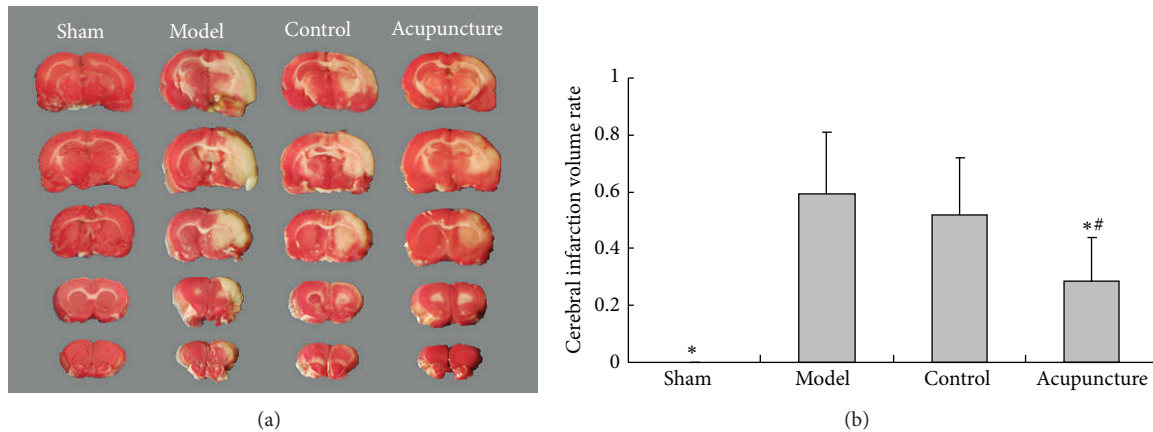 Sham Model Control Acupuncture
(a)
Cerebral infarction volume rate
1
0.8
0.6
0.4
0.2
0
*
*#
Sham Model Control Acupuncture
(b)